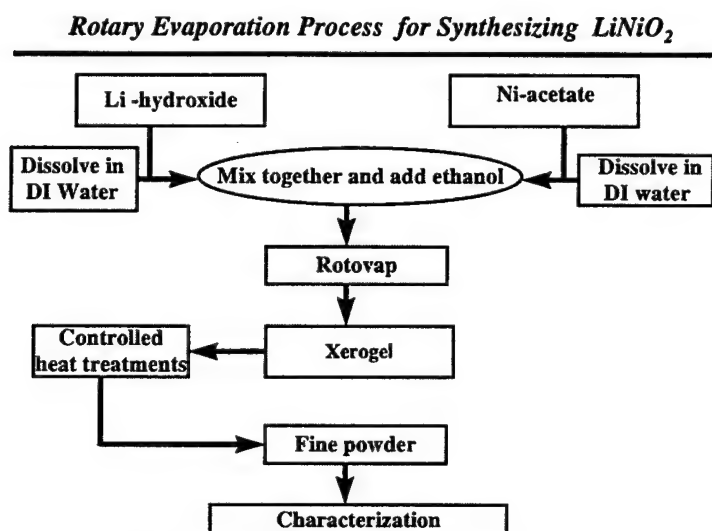 Rotary Evaporation Process for Synthesizing LiNiO₂
Li -hydroxide
Ni-acetate
Dissolve in
DI Water
Mix together and add ethanol
Dissolve in
DI water
Rotovap
Controlled
heat treatments
Xerogel
Fine powder
Characterization